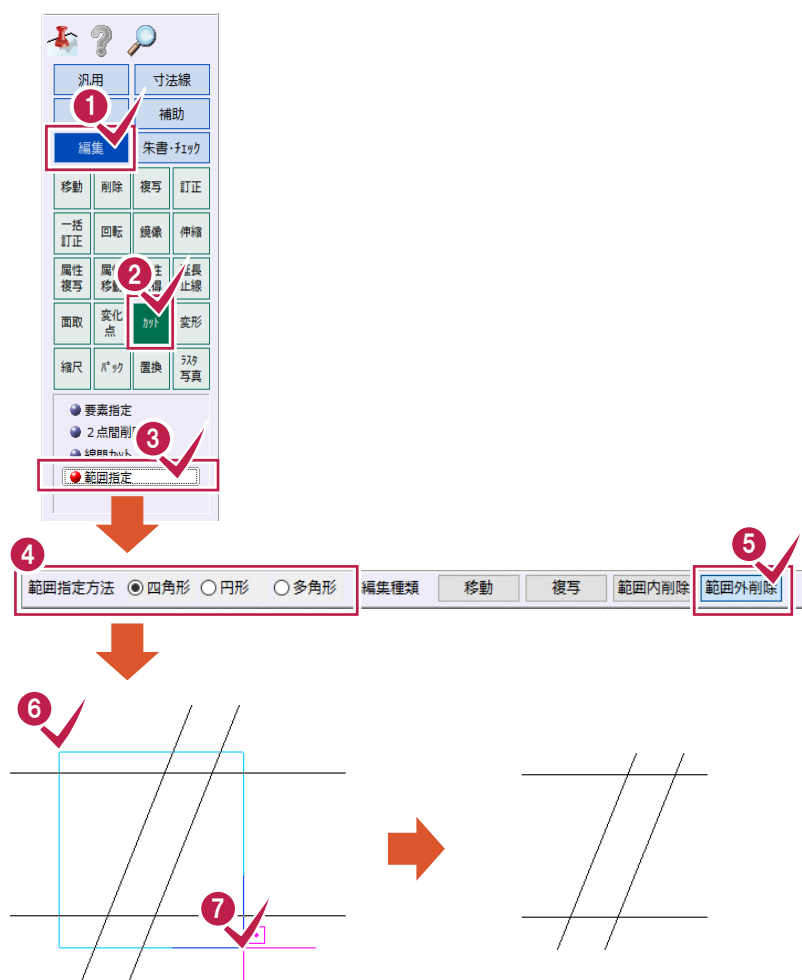 汎用 寸法線
1 補助
編集 朱書・ﾁｪｯｸ
移動 削除 複写 訂正
一括訂正 回転 鏡像 伸縮
属性複写 2
面取 変化点 ｶｯﾄ 変形
縮尺 ﾊﾟｯｸ 置換 ﾗｽﾀ写真
要素指定
２点間削 3
範囲指定
4 5
範囲指定方法 四角形 円形 多角形 編集種類 移動 複写 範囲内削除 範囲外削除
6
7